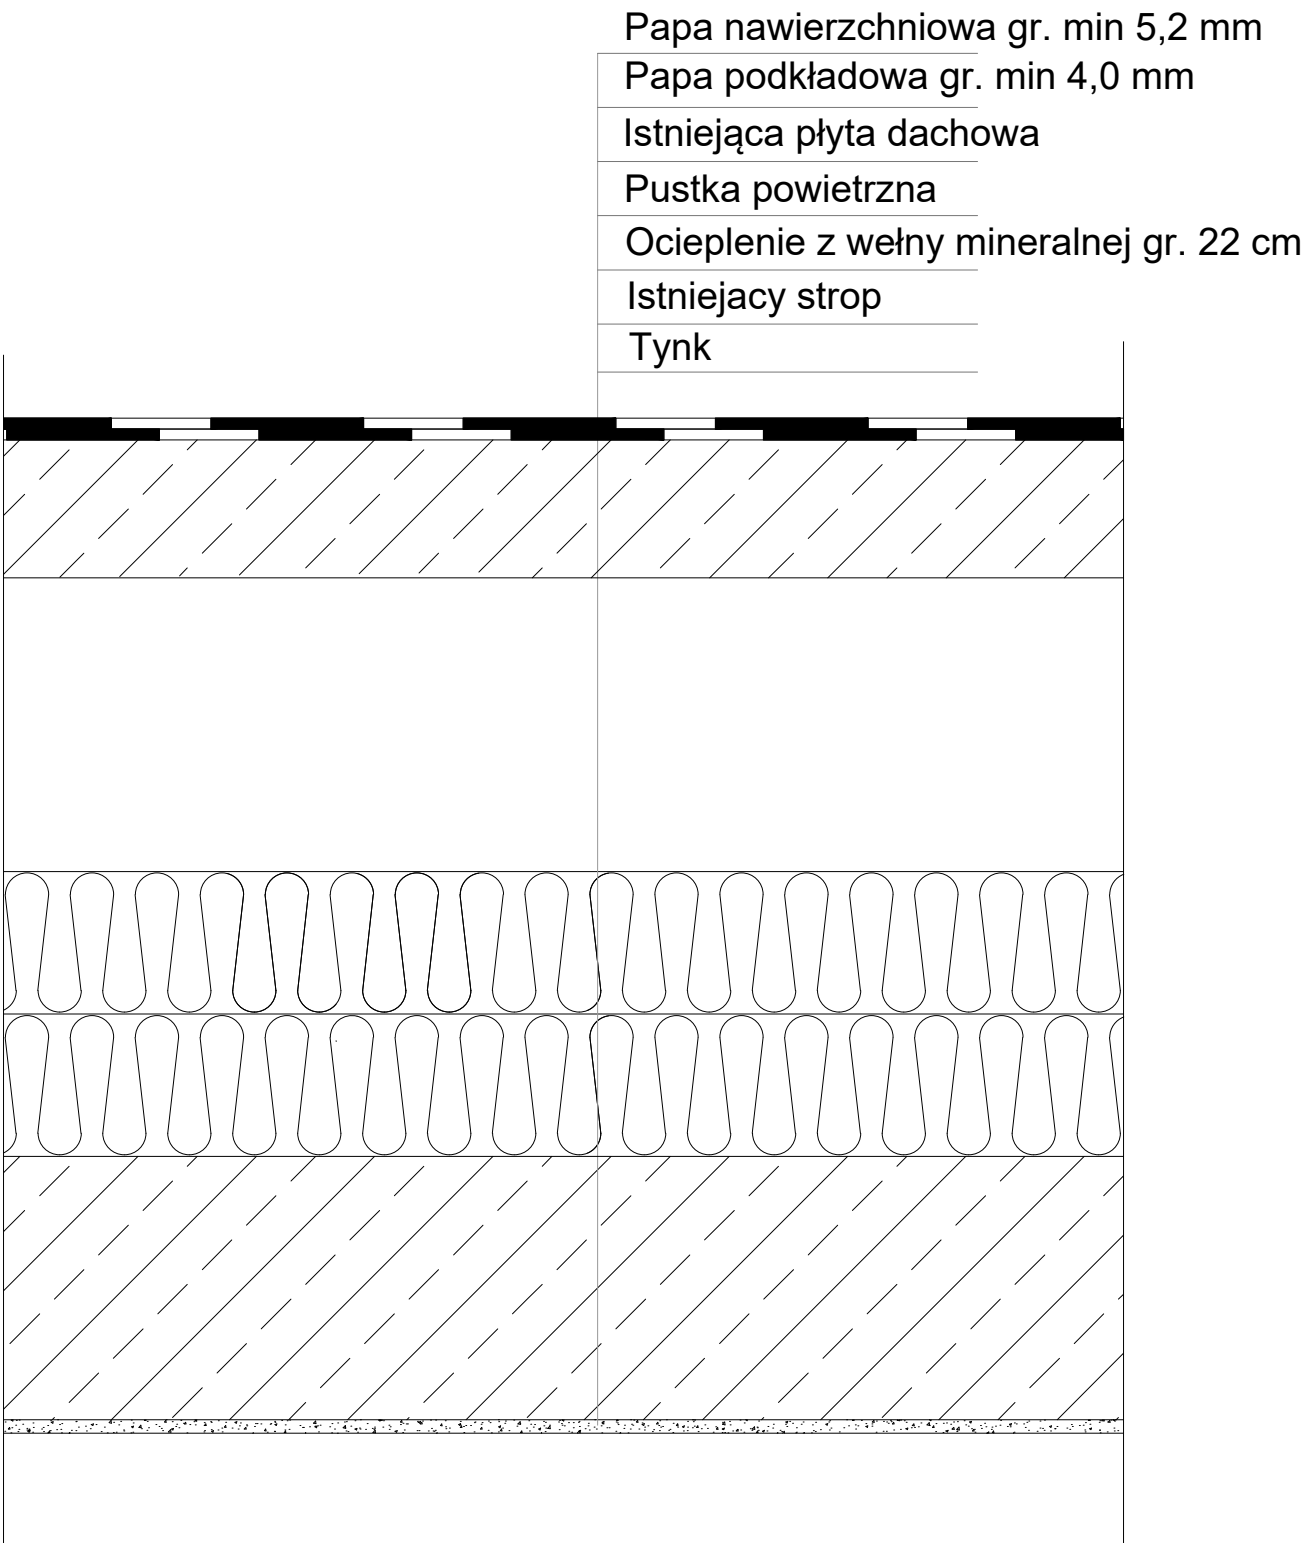 Papa nawierzchniowa gr. min 5,2 mm
Papa podkładowa gr. min 4,0 mm
Istniejąca płyta dachowa
Pustka powietrzna
Ocieplenie z wełny mineralnej gr. 22 cm
Istniejacy strop
Tynk